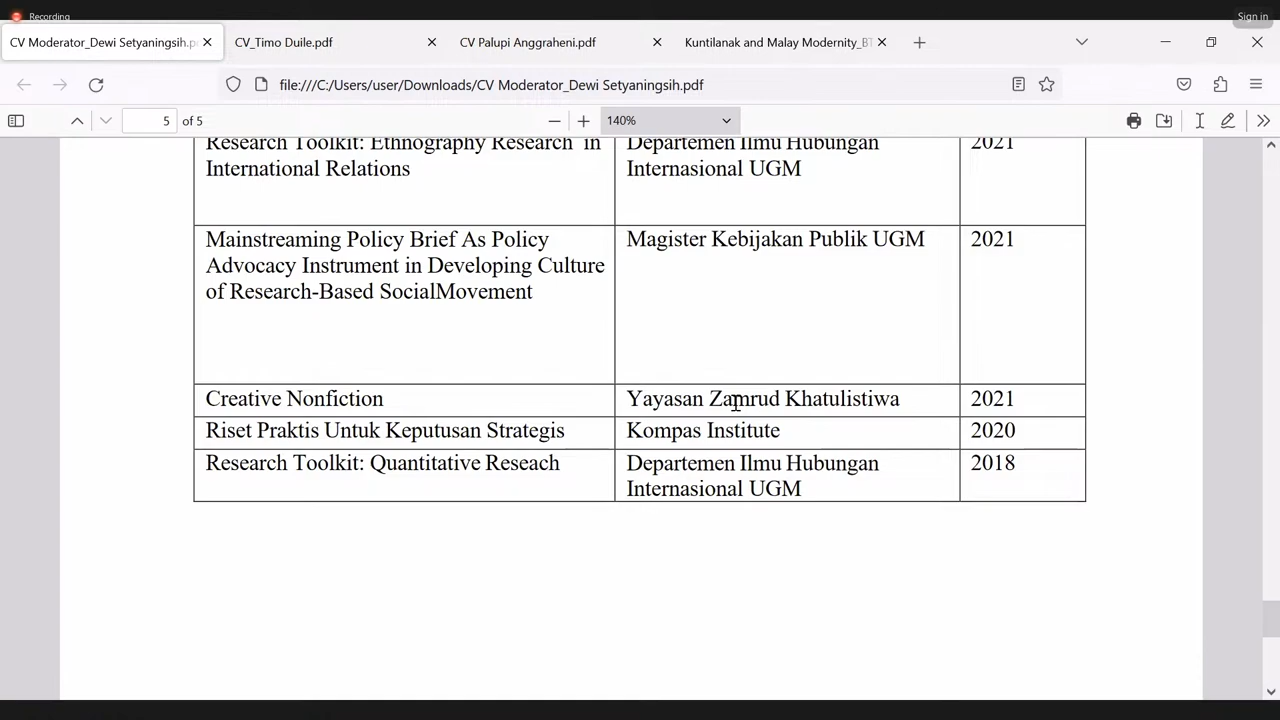 Recording
Sign in
CV Moderator_Dewi Setyaningsih.p
CV_Timo Duile.pdf
CV Palupi Anggraheni.pdf
Kuntilanak and Malay Modernity_BT
file:///C:/Users/user/Downloads/CV Moderator_Dewi Setyaningsih.pdf
5 of 5
140%
Research Toolkit: Ethnography Research in
International Relations
Departemen Ilmu Hubungan
Internasional UGM
2021
Mainstreaming Policy Brief As Policy
Advocacy Instrument in Developing Culture
of Research-Based SocialMovement
Magister Kebijakan Publik UGM
2021
Creative Nonfiction
Yayasan Zamrud Khatulistiwa
2021
Riset Praktis Untuk Keputusan Strategis
Kompas Institute
2020
Research Toolkit: Quantitative Reseach
Departemen Ilmu Hubungan
Internasional UGM
2018